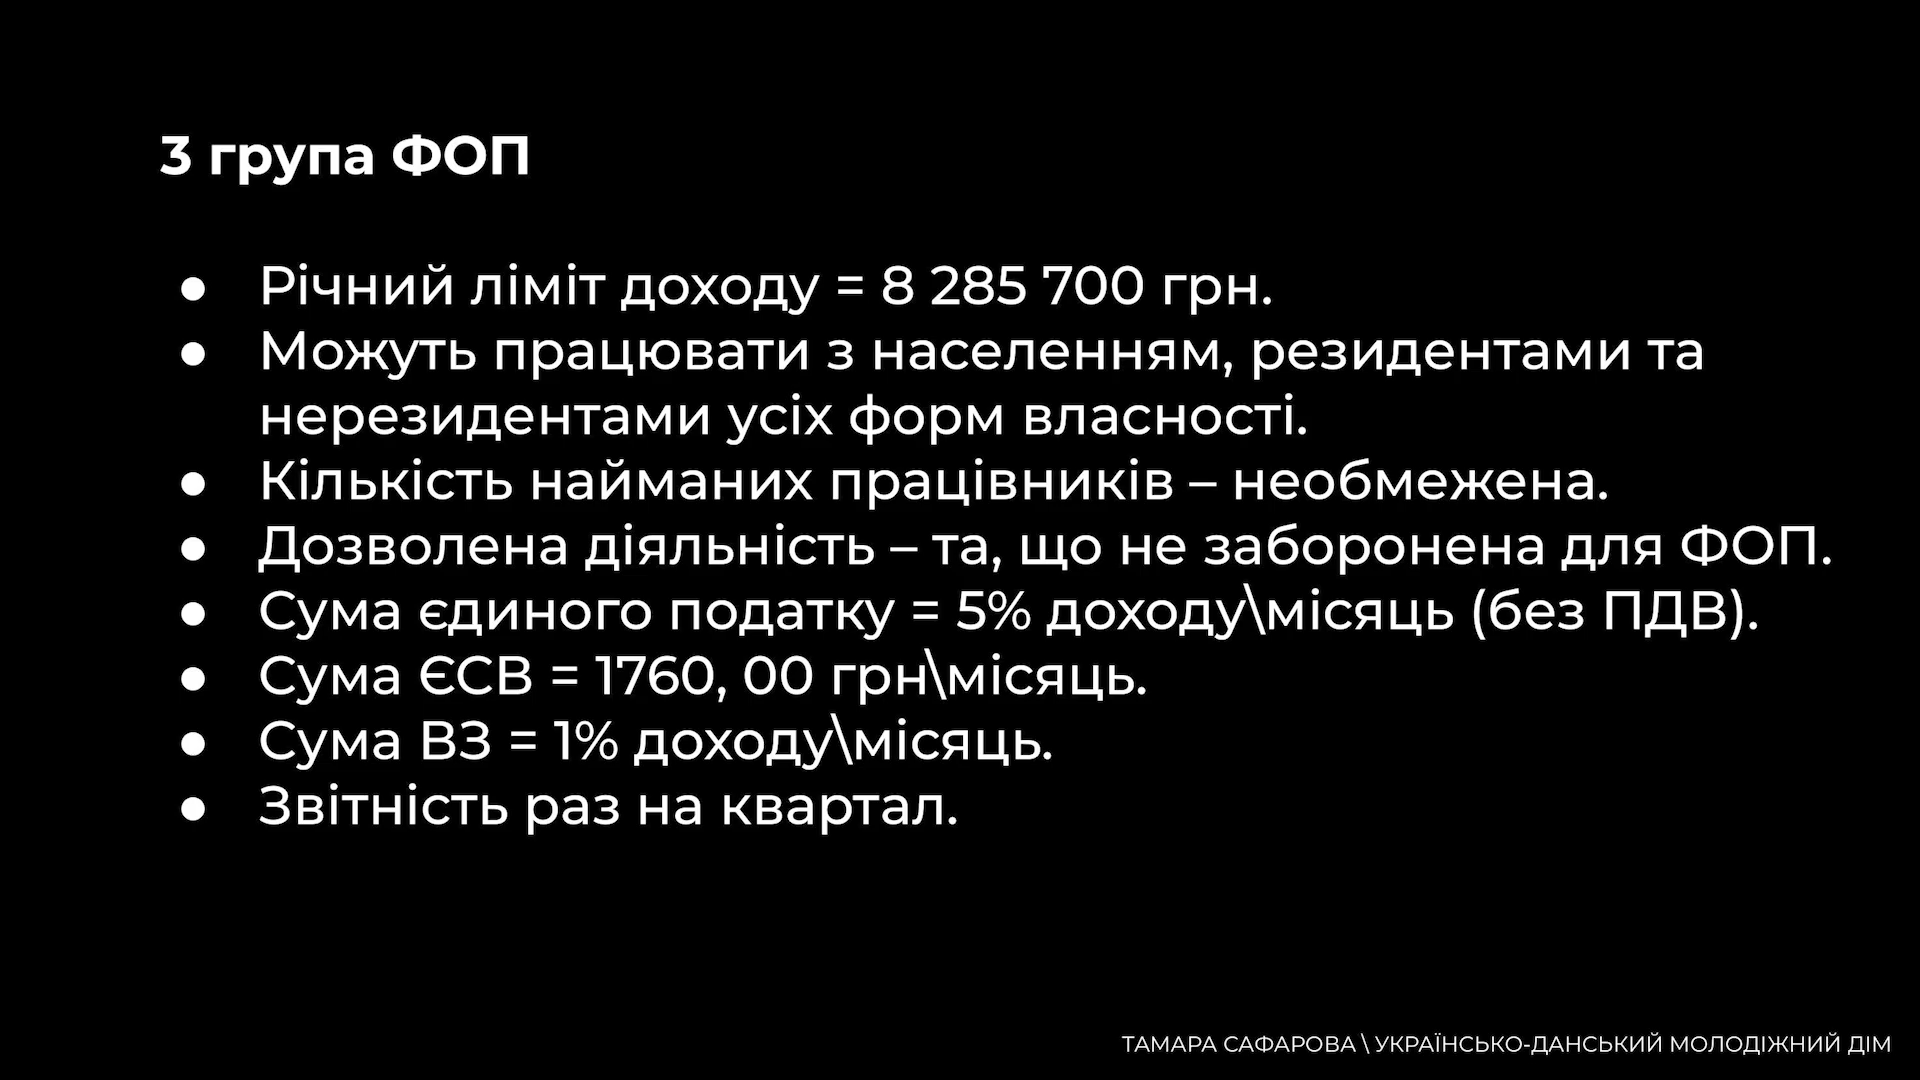 3 група ФОП
● Річний ліміт доходу = 8 285 700 грн.
● Можуть працювати з населенням, резидентами та
нерезидентами усіх форм власності.
● Кількість найманих працівників – необмежена.
● Дозволена діяльність – та, що не заборонена для ФОП.
● Сума єдиного податку = 5% доходу\місяць (без ПДВ).
● Сума ЄСВ = 1760, 00 грн\місяць.
● Сума ВЗ = 1% доходу\місяць.
● Звітність раз на квартал.
ТАМАРА САФАРОВА \ УКРАЇНСЬКО-ДАНСЬКИЙ МОЛОДІЖНИЙ ДІМ